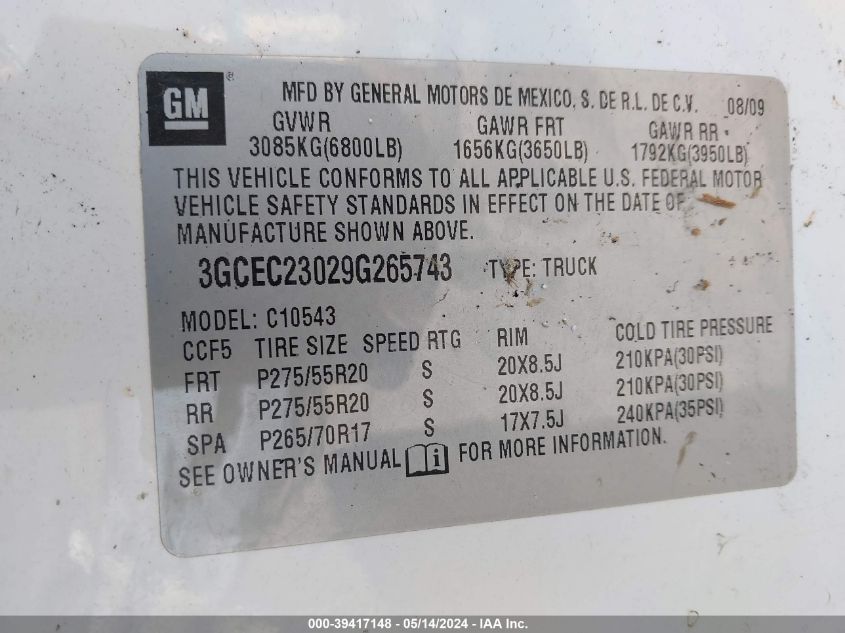 GM ®
MFD BY GENERAL MOTORS DE MEXICO, S. DE R.L. DE C.V. 08/09
GVWR GAWR FRT GAWR RR
3085KG(6800LB) 1656KG(3650LB) 1792KG(3950LB)
THIS VEHICLE CONFORMS TO ALL APPLICABLE U.S. FEDERAL MOTOR
VEHICLE SAFETY STANDARDS IN EFFECT ON THE DATE OF
MANUFACTURE SHOWN ABOVE.
3GCEC23029G265743 TYPE: TRUCK
MODEL: C10543
CCF5 TIRE SIZE SPEED RTG RIM COLD TIRE PRESSURE
FRT P275/55R20 S 20X8.5J 210KPA(30PSI)
RR P275/55R20 S 20X8.5J 210KPA(30PSI)
SPA P265/70R17 S 17X7.5J 240KPA(35PSI)
SEE OWNER'S MANUAL i FOR MORE INFORMATION.
000-39417148 — 05/14/2024 — IAA Inc.